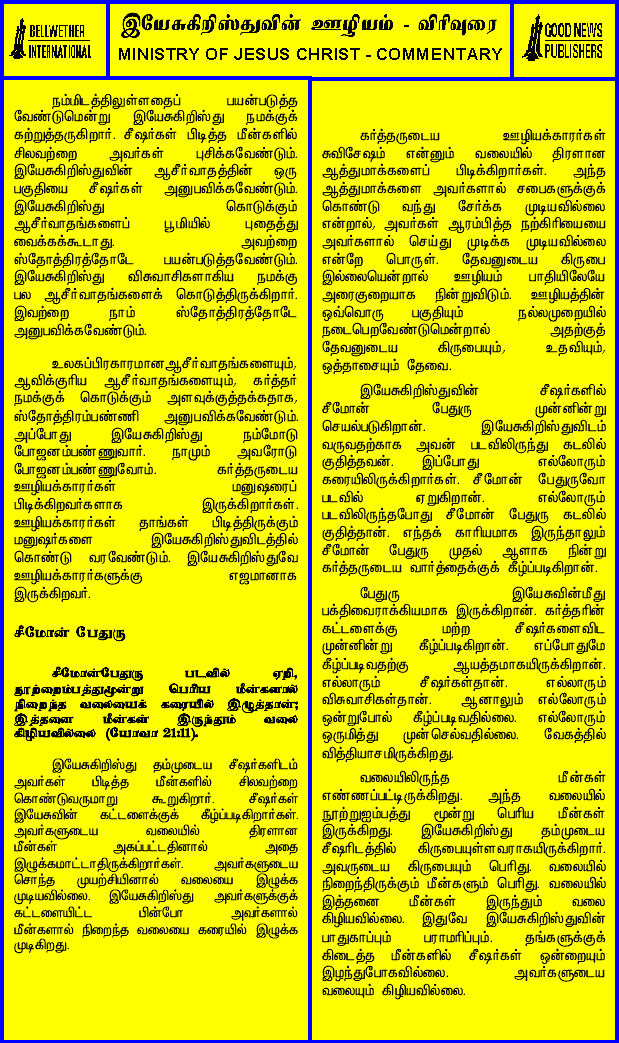 BELLWETHER
INTERNATIONAL
இயேசுகிறிஸ்துவின் ஊழியம் - விரிவுரை
MINISTRY OF JESUS CHRIST - COMMENTARY
GOOD NEWS
PUBLISHERS
நம்மிடத்திலுள்ளதைப் பயன்படுத்த
வேண்டுமென்று இயேசுகிறிஸ்து நமக்குக்
கற்றுத்தருகிறார். சீஷர்கள் பிடித்த மீன்களில்
சிலவற்றை அவர்கள் புசிக்கவேண்டும்.
இயேசுகிறிஸ்துவின் ஆசீர்வாதத்தின் ஒரு
பகுதியை சீஷர்கள் அனுபவிக்கவேண்டும்.
இயேசுகிறிஸ்து கொடுக்கும்
ஆசீர்வாதங்களைப் பூமியில் புதைத்து
வைக்கக்கூடாது. அவற்றை
ஸ்தோத்திரத்தோடே பயன்படுத்தவேண்டும்.
இயேசுகிறிஸ்து விசுவாசிகளாகிய நமக்கு
பல ஆசீர்வாதங்களைக் கொடுத்திருக்கிறார்.
இவற்றை நாம் ஸ்தோத்திரத்தோடே
அனுபவிக்கவேண்டும்.
உலகப்பிரகாரமானஆசீர்வாதங்களையும்,
ஆவிக்குரிய ஆசீர்வாதங்களையும், கர்த்தர்
நமக்குக் கொடுக்கும் அளவுக்குத்தக்கதாக,
ஸ்தோத்திரம்பண்ணி அனுபவிக்கவேண்டும்.
அப்போது இயேசுகிறிஸ்து நம்மோடு
போஜனம்பண்ணுவார். நாமும் அவரோடு
போஜனம்பண்ணுவோம். கர்த்தருடைய
ஊழியக்காரர்கள் மனுஷரைப்
பிடிக்கிறவர்களாக இருக்கிறார்கள்.
ஊழியக்காரர்கள் தாங்கள் பிடித்திருக்கும்
மனுஷர்களை இயேசுகிறிஸ்துவிடத்தில்
கொண்டு வரவேண்டும். இயேசுகிறிஸ்துவே
ஊழியக்காரர்களுக்கு எஜமானாக
இருக்கிறவர்.
சீமோன் பேதுரு
சீமோன்பேதுரு படவில் ஏறி,
நூற்றைம்பத்துமூன்று பெரிய மீன்களால்
நிறைந்த வலையைக் கரையில் இழுத்தான்;
இத்தனை மீன்கள் இருந்தும் வலை
கிழியவில்லை (யோவா 21:11).
இயேசுகிறிஸ்து தம்முடைய சீஷர்களிடம்
அவர்கள் பிடித்த மீன்களில் சிலவற்றை
கொண்டுவருமாறு கூறுகிறார். சீஷர்கள்
இயேசுவின் கட்டளைக்குக் கீழ்ப்படிகிறார்கள்.
அவர்களுடைய வலையில் திரளான
மீன்கள் அகப்பட்டதினால் அதை
இழுக்கமாட்டாதிருக்கிறார்கள். அவர்களுடைய
சொந்த முயற்சியினால் வலையை இழுக்க
முடியவில்லை. இயேசுகிறிஸ்து அவர்களுக்குக்
கட்டளையிட்ட பின்போ அவர்களால்
மீன்களால் நிறைந்த வலையை கரையில் இழுக்க
முடிகிறது.
கர்த்தருடைய ஊழியக்காரர்கள்
சுவிசேஷம் என்னும் வலையில் திரளான
ஆத்துமாக்களைப் பிடிக்கிறார்கள். அந்த
ஆத்துமாக்களை அவர்களால் சபைகளுக்குக்
கொண்டு வந்து சேர்க்க முடியவில்லை
என்றால், அவர்கள் ஆரம்பித்த நற்கிரியையை
அவர்களால் செய்து முடிக்க முடியவில்லை
என்றே பொருள். தேவனுடைய கிருபை
இல்லையென்றால் ஊழியம் பாதியிலேயே
அரைகுறையாக நின்றுவிடும். ஊழியத்தின்
ஒவ்வொரு பகுதியும் நல்லமுறையில்
நடைபெறவேண்டுமென்றால் அதற்குத்
தேவனுடைய கிருபையும், உதவியும்,
ஒத்தாசையும் தேவை.
இயேசுகிறிஸ்துவின் சீஷர்களில்
சீமோன் பேதுரு முன்னின்று
செயல்படுகிறான். இயேசுகிறிஸ்துவிடம்
வருவதற்காக அவன் படவிலிருந்து கடலில்
குதித்தவன். இப்போது எல்லோரும்
கரையிலிருக்கிறார்கள். சீமோன் பேதுருவோ
படவில் ஏறுகிறான். எல்லோரும்
படவிலிருந்தபோது சீமோன் பேதுரு கடலில்
குதித்தான். எந்தக் காரியமாக இருந்தாலும்
சீமோன் பேதுரு முதல் ஆளாக நின்று
கர்த்தருடைய வார்த்தைக்குக் கீழ்ப்படிகிறான்.
பேதுரு இயேசுவின்மீது
பக்திவைராக்கியமாக இருக்கிறான். கர்த்தரின்
கட்டளைக்கு மற்ற சீஷர்களைவிட
முன்னின்று கீழ்ப்படிகிறான். எப்போதுமே
கீழ்ப்படிவதற்கு ஆயத்தமாகயிருக்கிறான்.
எல்லாரும் சீஷர்கள்தான். எல்லாரும்
விசுவாசிகள்தான். ஆனாலும் எல்லோரும்
ஒன்றுபோல் கீழ்ப்படிவதில்லை. எல்லோரும்
ஒருமித்து முன்செல்வதில்லை. வேகத்தில்
வித்தியாசமிருக்கிறது.
வலையிலிருந்த மீன்கள்
எண்ணப்பட்டிருக்கிறது. அந்த வலையில்
நூற்றுஐம்பத்து மூன்று பெரிய மீன்கள்
இருக்கிறது. இயேசுகிறிஸ்து தம்முடைய
சீஷரிடத்தில் கிருபையுள்ளவராகயிருக்கிறார்.
அவருடைய கிருபையும் பெரிது. வலையில்
நிறைந்திருக்கும் மீன்களும் பெரிது. வலையில்
இத்தனை மீன்கள் இருந்தும் வலை
கிழியவில்லை. இதுவே இயேசுகிறிஸ்துவின்
பாதுகாப்பும் பராமரிப்பும். தங்களுக்குக்
கிடைத்த மீன்களில் சீஷர்கள் ஒன்றையும்
இழந்துபோகவில்லை. அவர்களுடைய
வலையும் கிழியவில்லை.